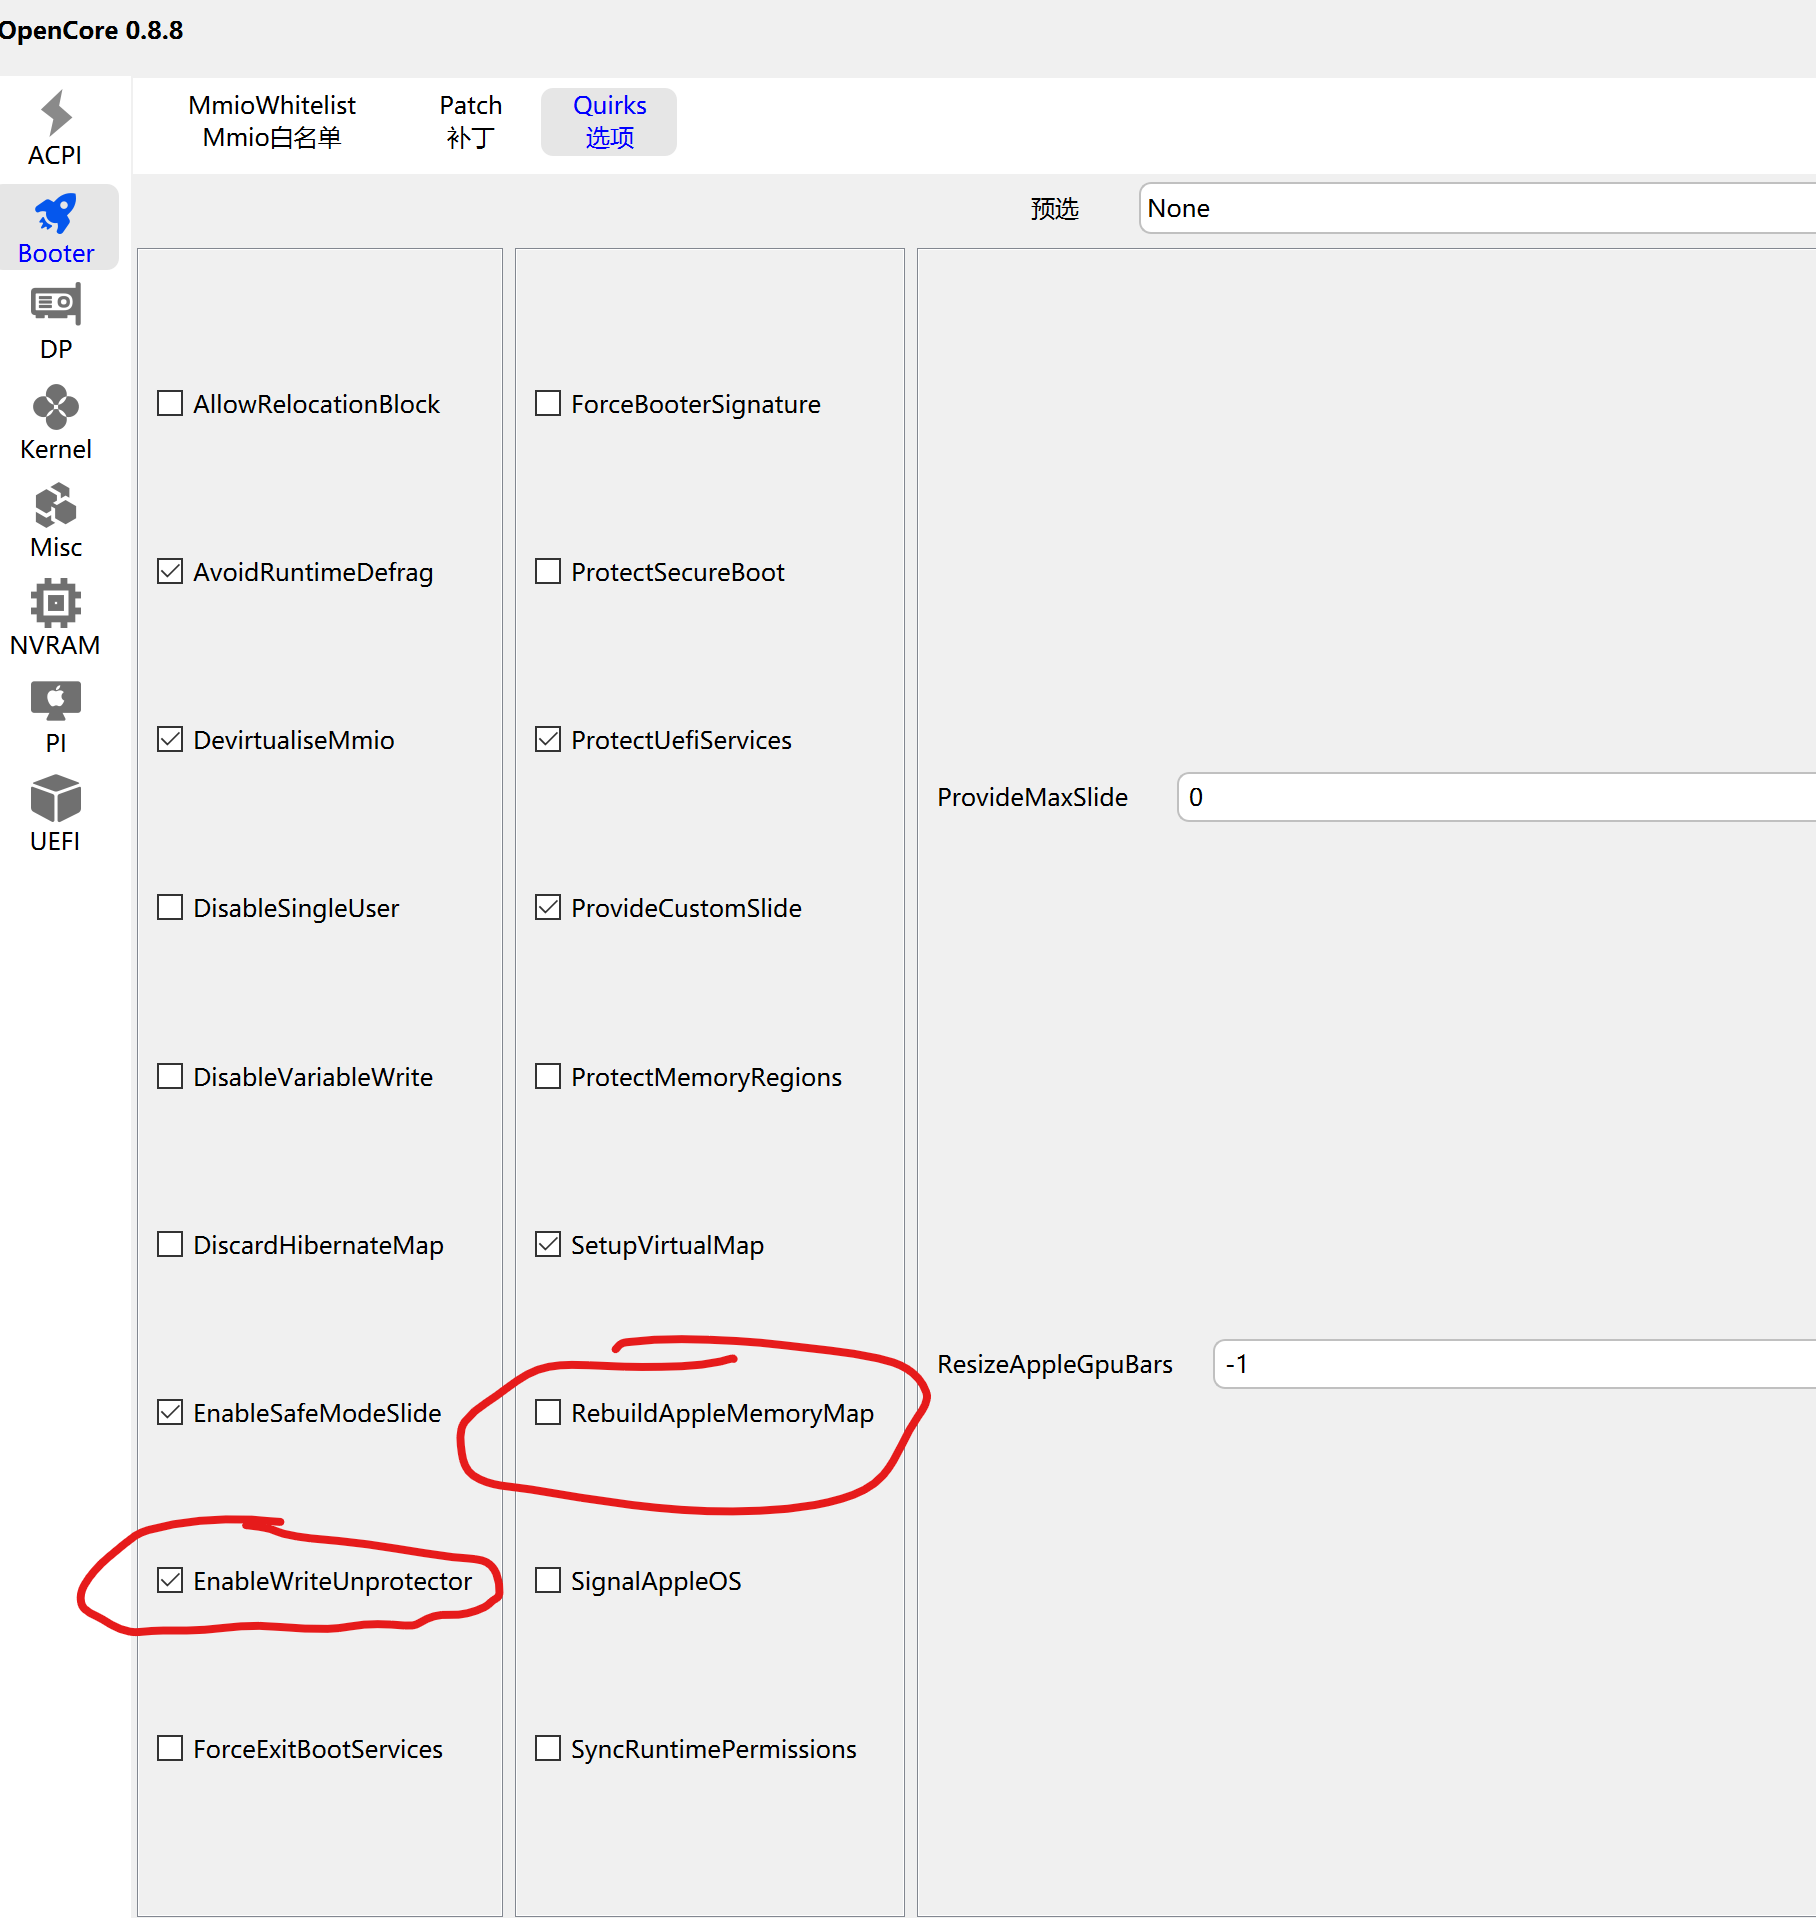 OpenCore 0.8.8
ACPI
Booter
DP
Kernel
Misc
NVRAM
PI
UEFI
MmioWhitelist
Mmio白名单
Patch
补丁
Quirks
选项
预选
None
AllowRelocationBlock
AvoidRuntimeDefrag
DevirtualiseMmio
DisableSingleUser
DisableVariableWrite
DiscardHibernateMap
EnableSafeModeSlide
EnableWriteUnprotector
ForceExitBootServices
ForceBooterSignature
ProtectSecureBoot
ProtectUefiServices
ProvideCustomSlide
ProtectMemoryRegions
SetupVirtualMap
RebuildAppleMemoryMap
SignalAppleOS
SyncRuntimePermissions
ProvideMaxSlide
0
ResizeAppleGpuBars
-1